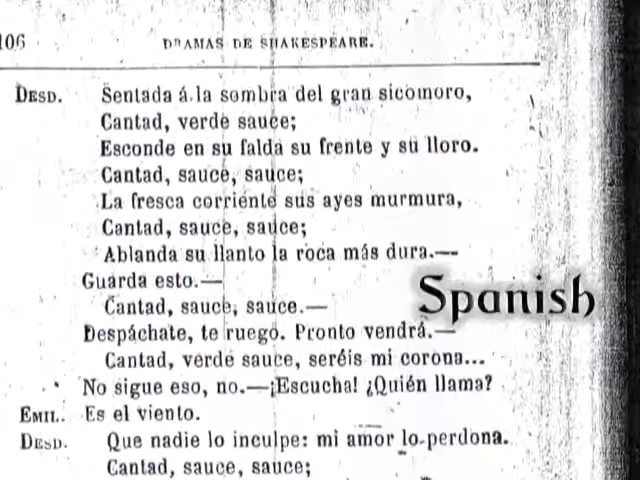 106 DRAMAS DE SHAKESPEARE.
DESD. Sentada á la sombra del gran sicomoro,
Cantad, verde sauce;
Esconde en su falda su frente y su lloro.
Cantad, sauce, sauce;
La fresca corriente sus ayes murmura,
Cantad, sauce, sauce;
Ablanda su llanto la roca más dura.—
Guarda esto.—
Cantad, sauce, sauce.—
Spanish
Despáchate, te ruego. Pronto vendrá.—
Cantad, verde sauce, seréis mi corona...
No sigue eso, no.—¡Escucha! ¿Quién llama?
EMIL. Es el viento.
DESD. Que nadie lo inculpe: mi amor lo perdona.
Cantad, sauce, sauce;